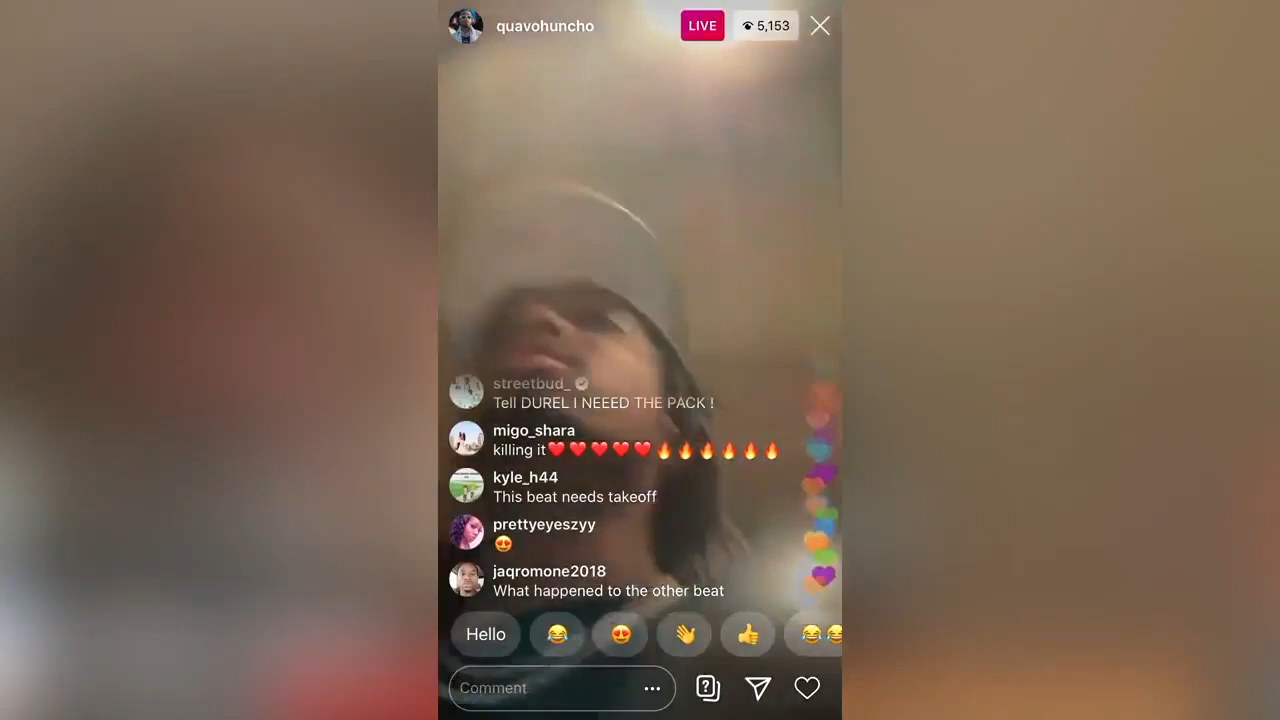 quavohuncho
LIVE
5,153
streetbud_
Tell DUREL I NEEED THE PACK !
migo_shara
killing it❤️❤️❤️❤️❤️🔥🔥🔥🔥🔥🔥
kyle_h44
This beat needs takeoff
prettyeyeszyy
😍
jaqromone2018
What happened to the other beat
Hello 😂 😍 👋 👍 😂😂
Comment